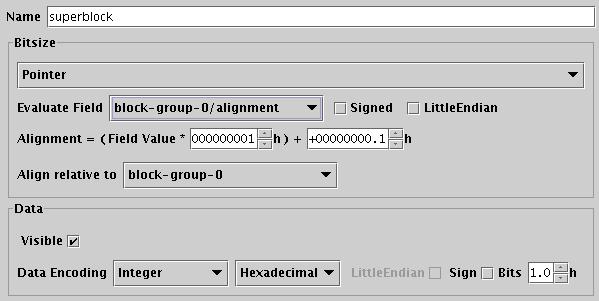 Name superblock
Bitsize
Pointer
Evaluate Field block-group-0/alignment Signed LittleEndian
Alignment = (Field Value * 000000001 h) + +00000000.1 h
Align relative to block-group-0
Data
Visible
Data Encoding Integer Hexadecimal LittleEndian Sign Bits 1.0 h